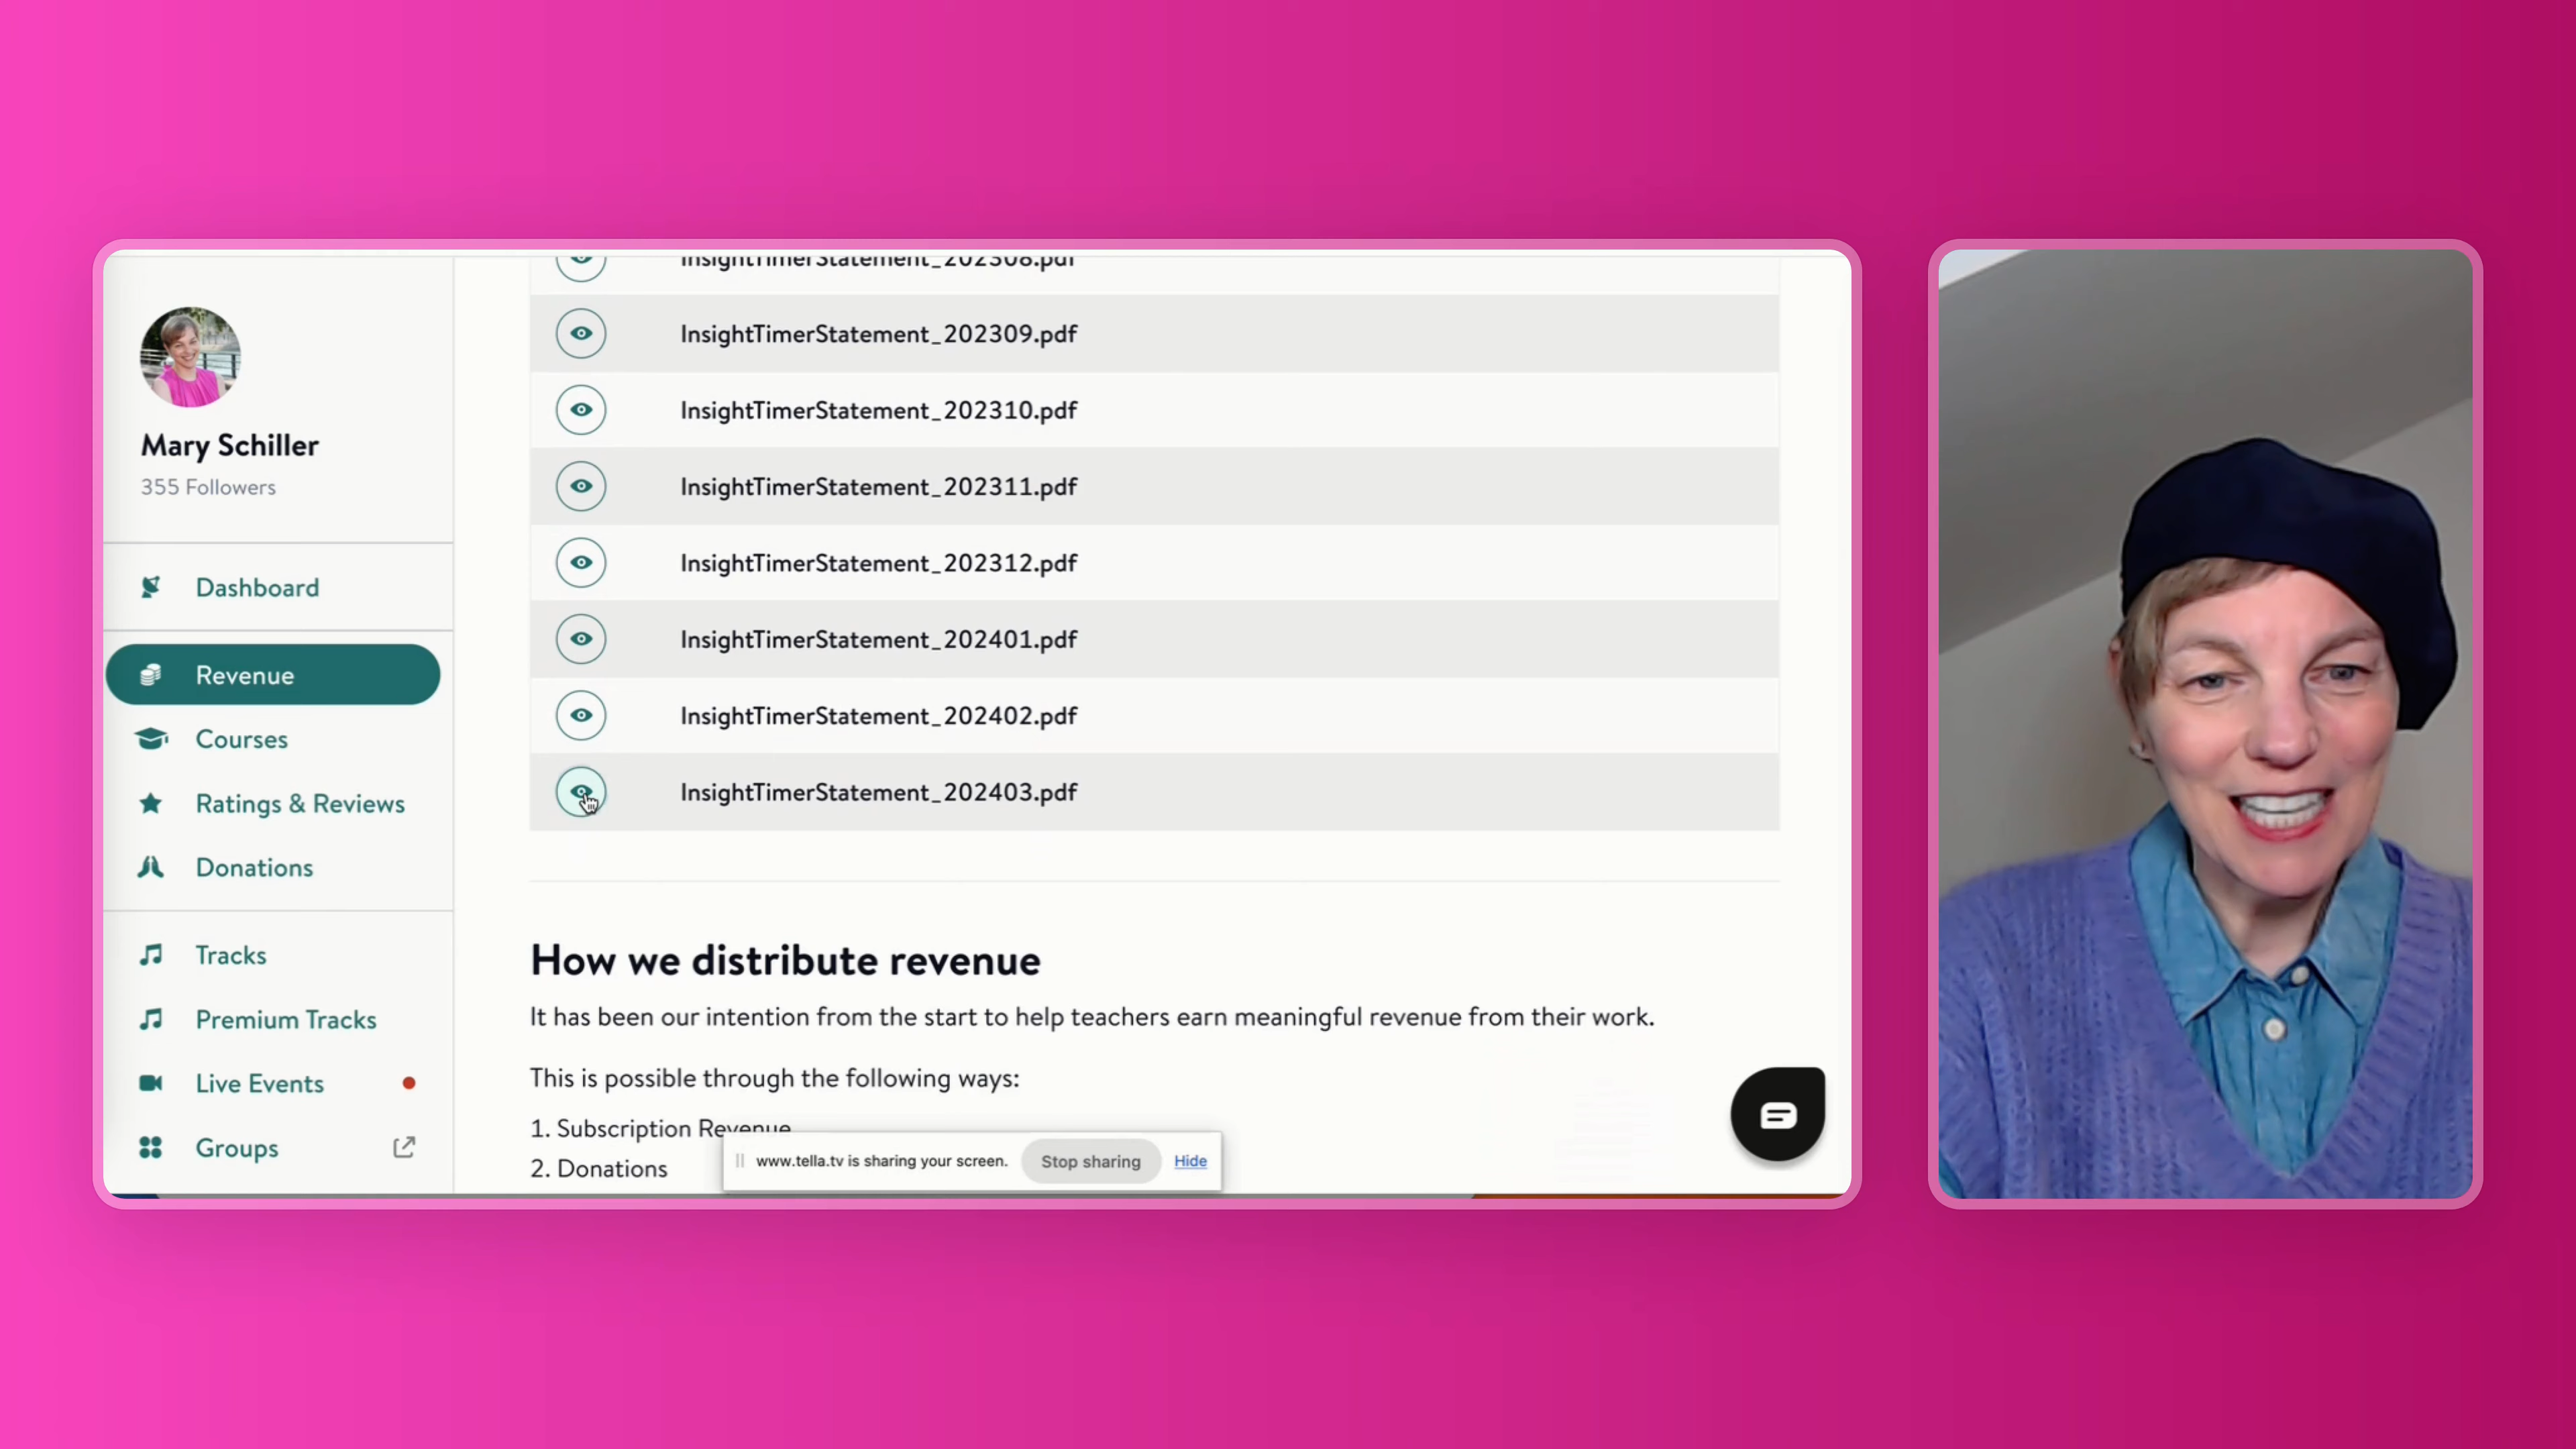 Mary Schiller
355 Followers
Dashboard
Revenue
Courses
Ratings & Reviews
Donations
Tracks
Premium Tracks
Live Events
Groups
InsightTimerStatement_202308.pdf
InsightTimerStatement_202309.pdf
InsightTimerStatement_202310.pdf
InsightTimerStatement_202311.pdf
InsightTimerStatement_202312.pdf
InsightTimerStatement_202401.pdf
InsightTimerStatement_202402.pdf
InsightTimerStatement_202403.pdf
How we distribute revenue
It has been our intention from the start to help teachers earn meaningful revenue from their work.
This is possible through the following ways:
1. Subscription Revenue
2. Donations
www.tella.tv is sharing your screen. Stop sharing Hide